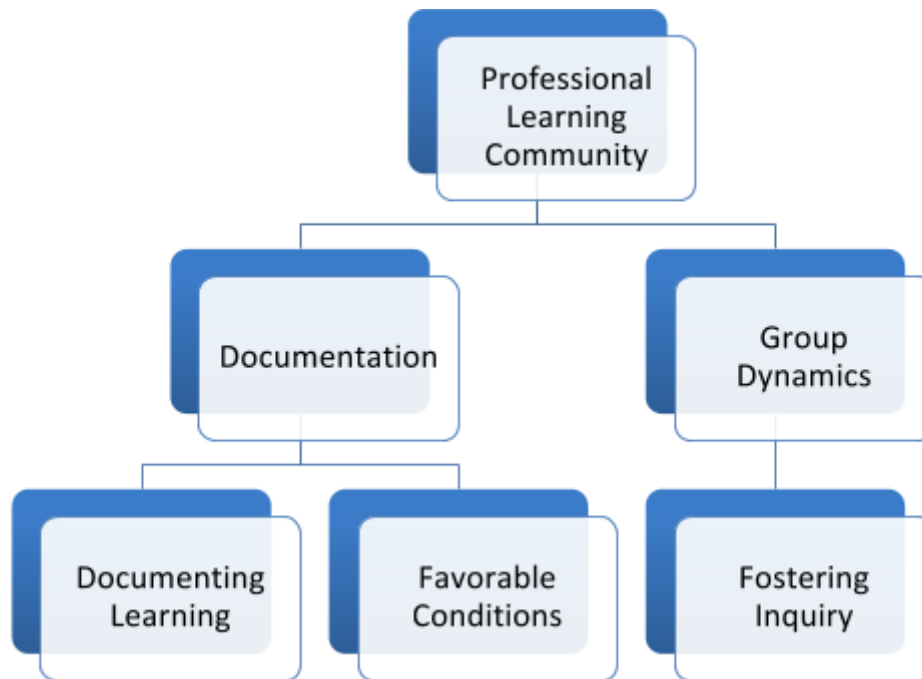 Professional
Learning
Community
Documentation
Group
Dynamics
Documenting
Learning
Favorable
Conditions
Fostering
Inquiry